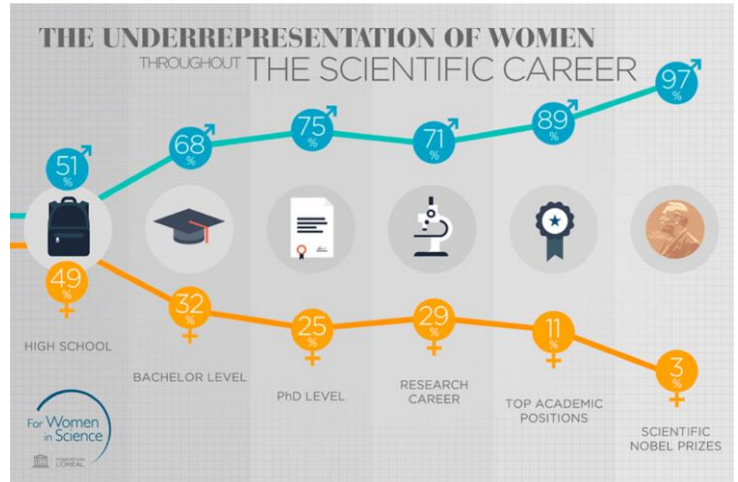 THE UNDERREPRESENTATION OF WOMEN
THROUGHOUT THE SCIENTIFIC CAREER
51
%
68
%
75
%
71
%
89
%
97
%
49
%
32
%
25
%
29
%
11
%
3
%
HIGH SCHOOL
BACHELOR LEVEL
PhD LEVEL
RESEARCH
CAREER
TOP ACADEMIC
POSITIONS
SCIENTIFIC
NOBEL PRIZES
For Women
in Science
FONDATION
L'ORÉAL